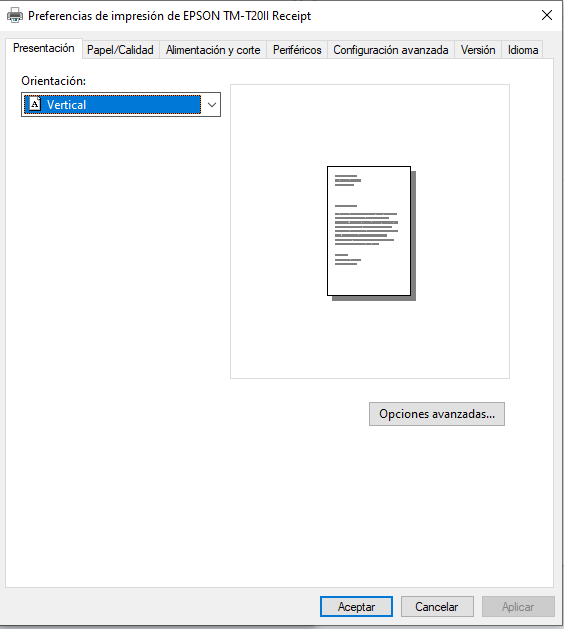 Preferencias de impresión de EPSON TM-T20II Receipt
Presentación Papel/Calidad Alimentación y corte Periféricos Configuración avanzada Versión Idioma
Orientación:
A Vertical
Opciones avanzadas...
Aceptar Cancelar Aplicar